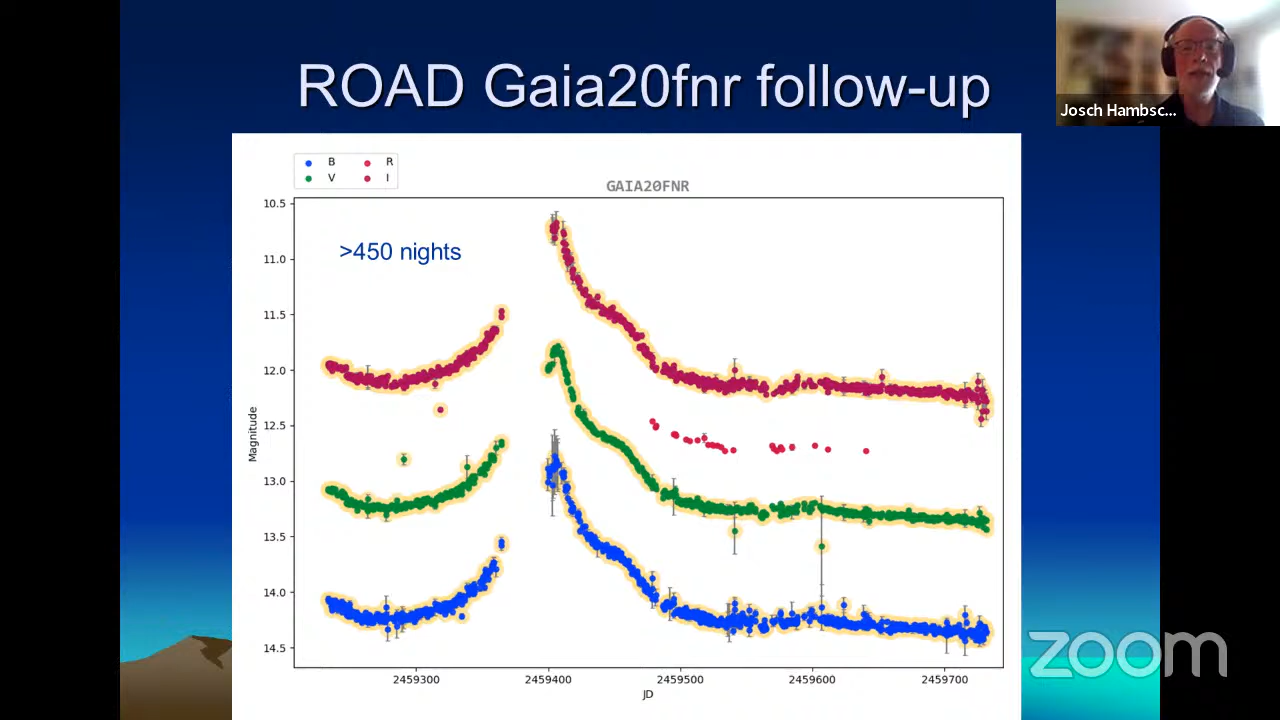 ROAD Gaia20fnr follow-up
Josch Hambsc...
B R
V I
GAIA20FNR
>450 nights
10.5
11.0
11.5
12.0
12.5
13.0
13.5
14.0
14.5
Magnitude
2459300 2459400 2459500 2459600 2459700
JD
zoom